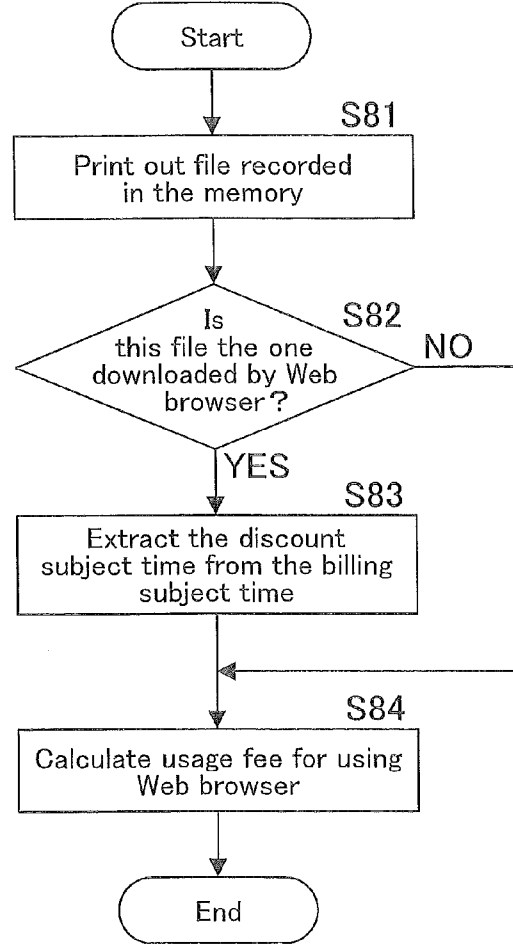 Start
S81
Print out file recorded
in the memory
S82
Is
this file the one
downloaded by Web
browser?
NO
YES
S83
Extract the discount
subject time from the billing
subject time
S84
Calculate usage fee for using
Web browser
End